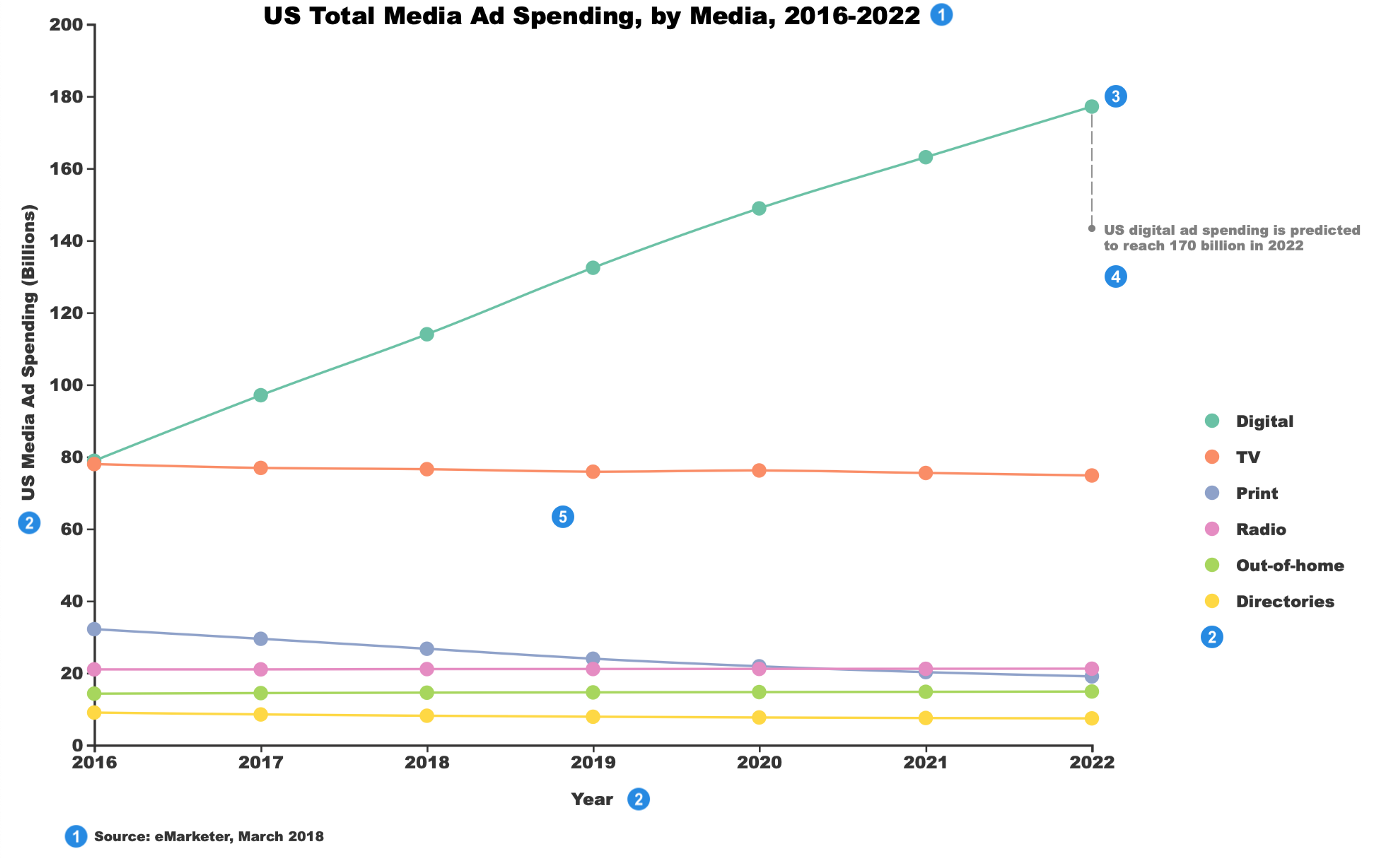 US Total Media Ad Spending, by Media, 2016-2022 1
200
180
160
140
120
100
80
60
40
20
0
US Media Ad Spending (Billions)
2
3
US digital ad spending is predicted
to reach 170 billion in 2022
4
5
Digital
TV
Print
Radio
Out-of-home
Directories
2
2016 2017 2018 2019 2020 2021 2022
Year 2
1 Source: eMarketer, March 2018